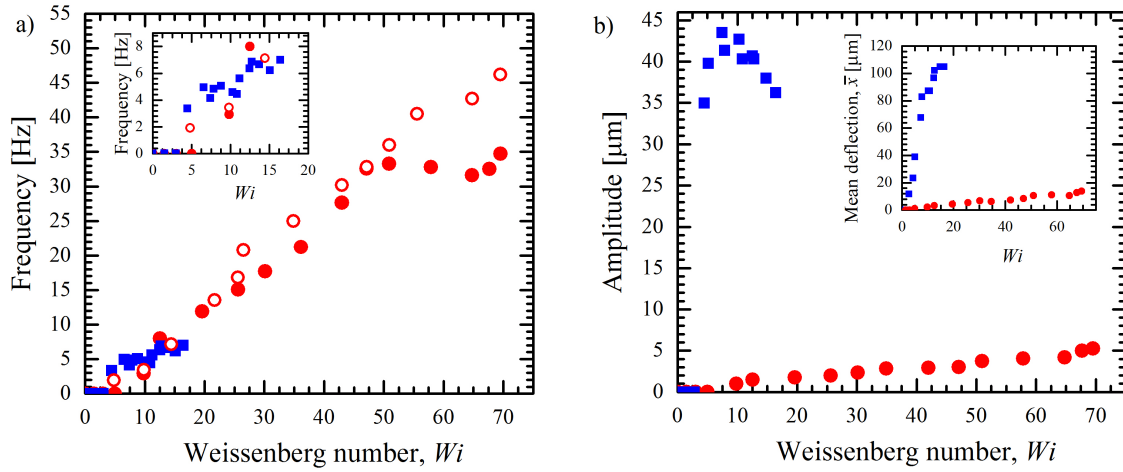 a)
Frequency [Hz]
55
50
45
40
35
30
25
20
15
10
5
0
0 10 20 30 40 50 60 70
Weissenberg number, Wi
Frequency [Hz]
8
6
4
2
0
0 5 10 15 20
Wi
b)
Amplitude [μm]
45
40
35
30
25
20
15
10
5
0
0 10 20 30 40 50 60 70
Weissenberg number, Wi
Mean deflection, x̄ [μm]
120
100
80
60
40
20
0
0 20 40 60
Wi